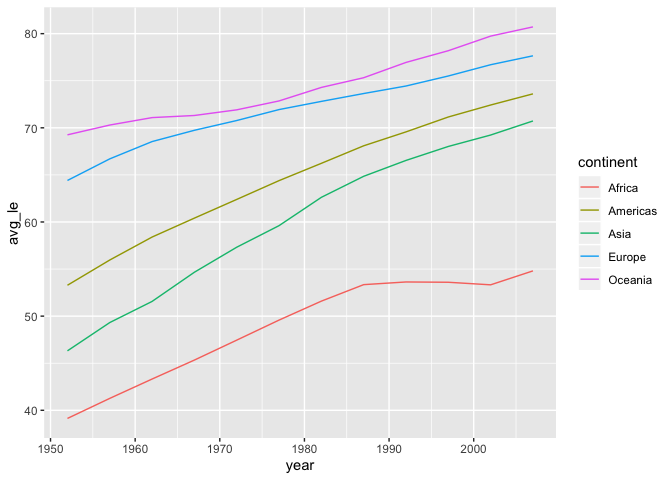 80
70
60
50
40
avg_le
1950
1960
1970
1980
1990
2000
year
continent
Africa
Americas
Asia
Europe
Oceania